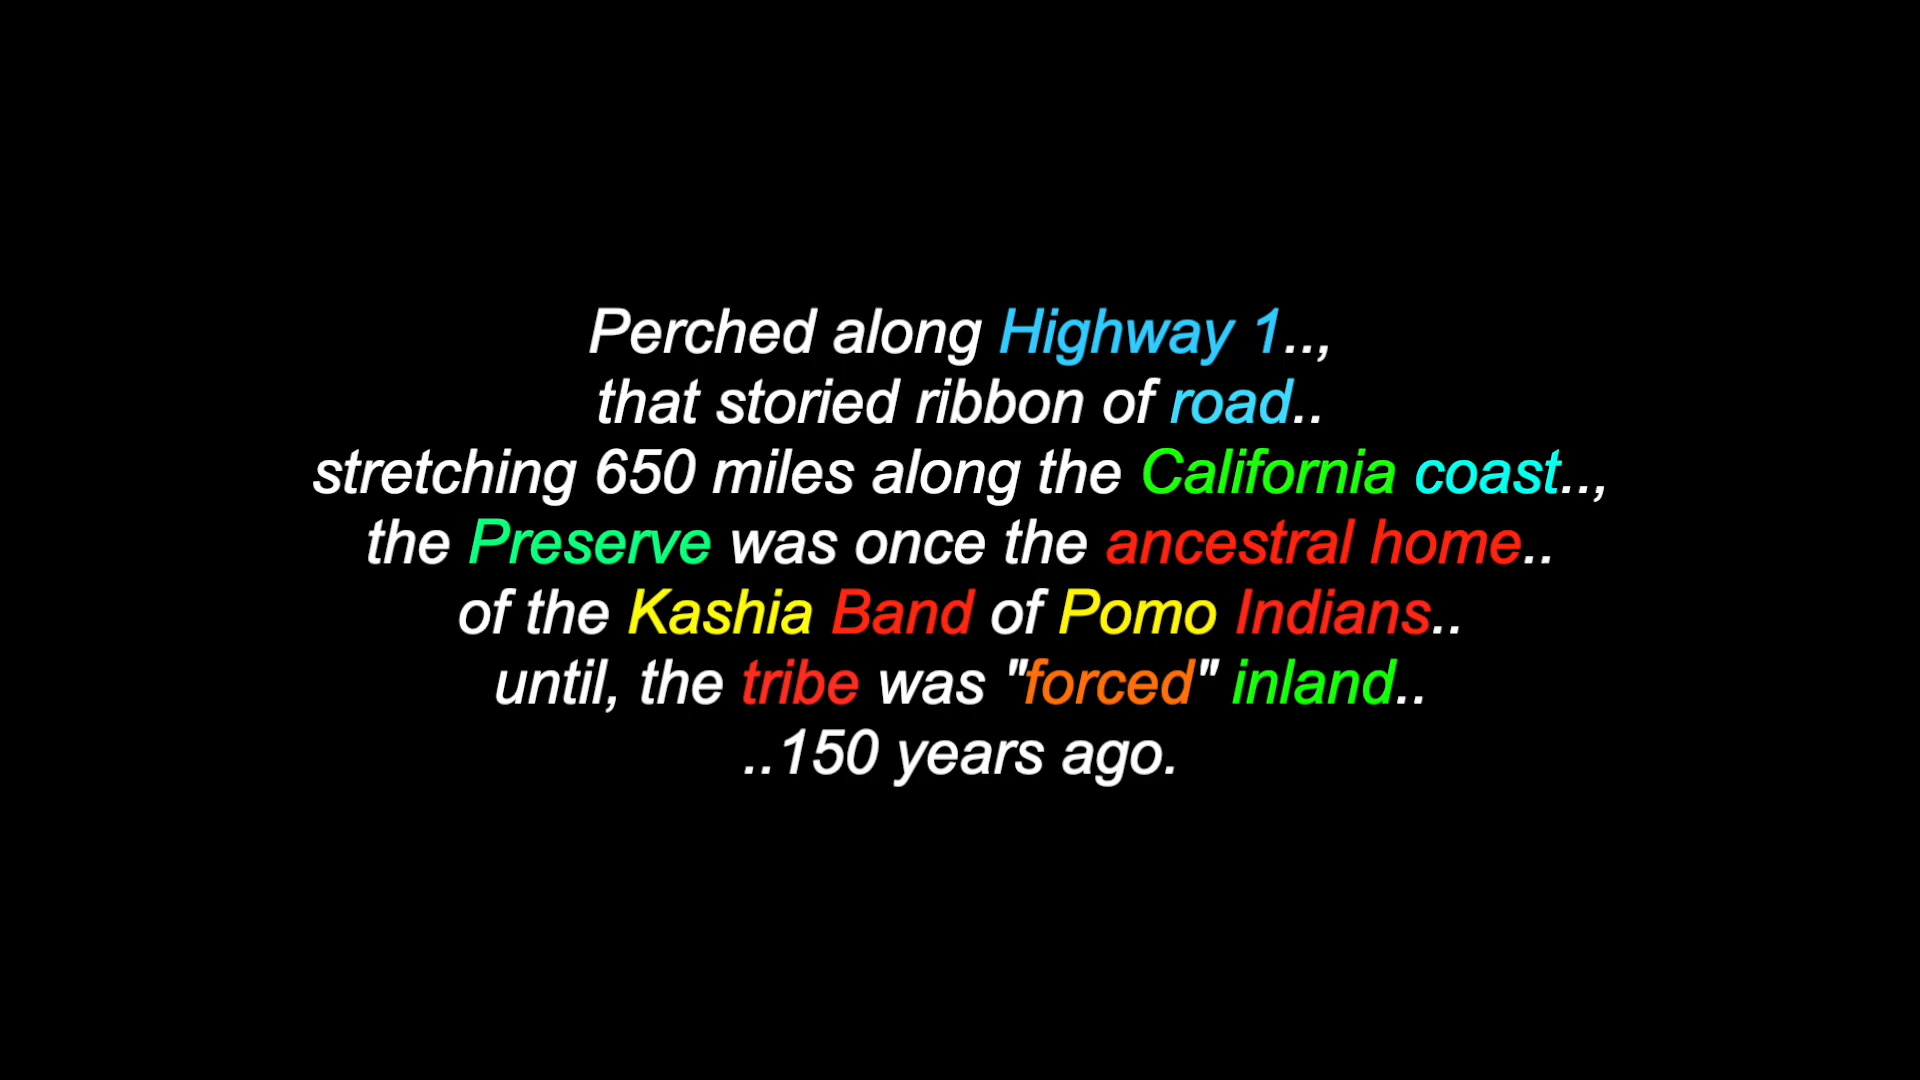 Perched along Highway 1..,
that storied ribbon of road..
stretching 650 miles along the California coast..,
the Preserve was once the ancestral home..
of the Kashia Band of Pomo Indians..
until, the tribe was "forced" inland..
..150 years ago.